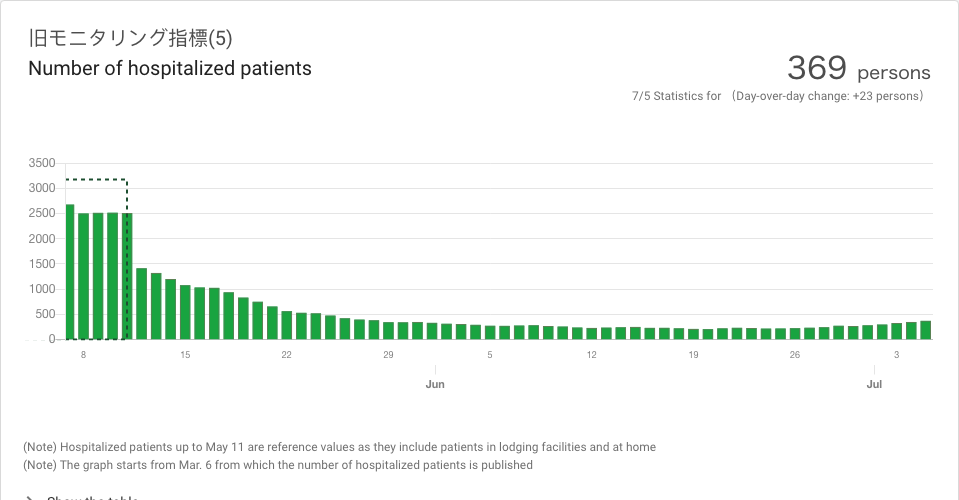 旧モニタリング指標(5)
Number of hospitalized patients
369 persons
7/5 Statistics for （Day-over-day change: +23 persons）
3500
3000
2500
2000
1500
1000
500
0
8 15 22 29 5 12 19 26 3
Jun Jul
(Note) Hospitalized patients up to May 11 are reference values as they include patients in lodging facilities and at home
(Note) The graph starts from Mar. 6 from which the number of hospitalized patients is published
Show the table